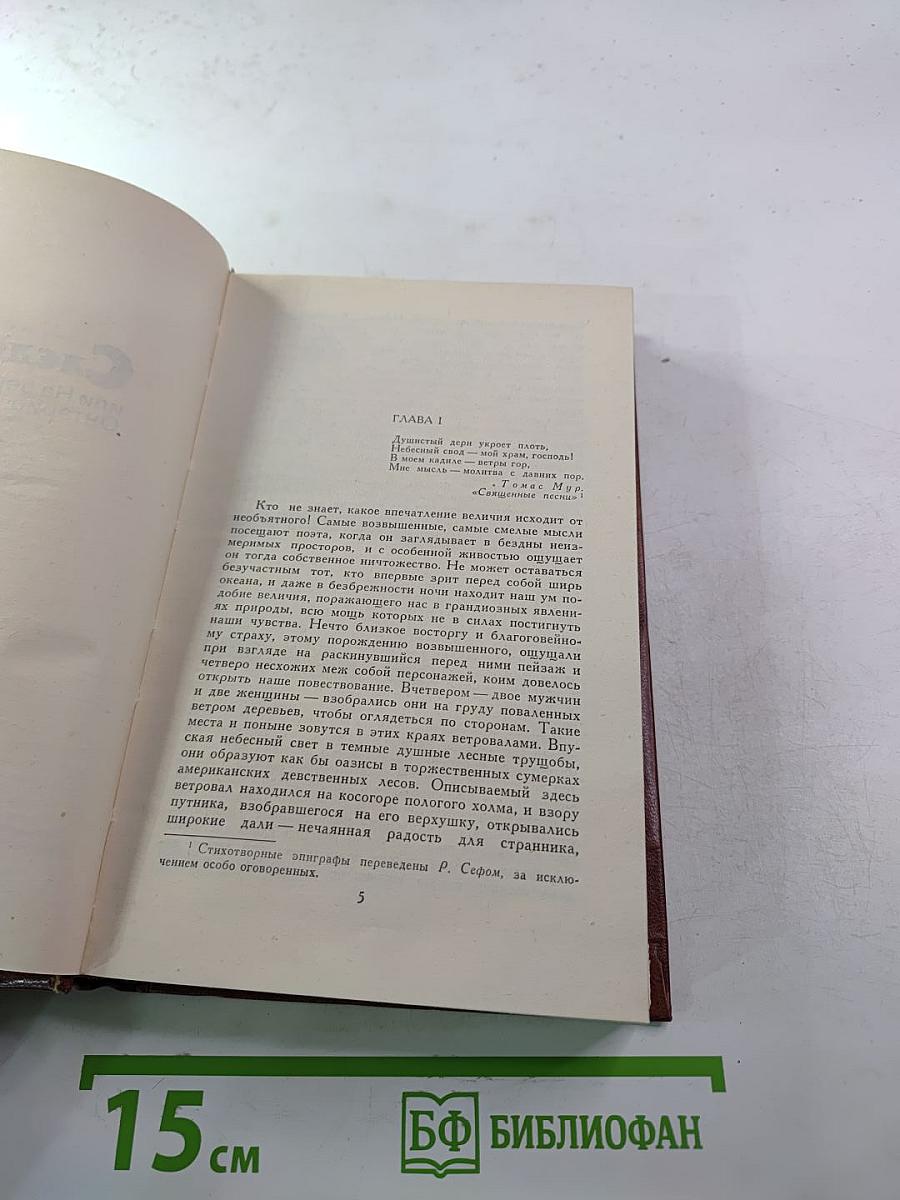 ГЛАВА I
Душистый дерн укроет плоть,
Небесный свод — мой храм, господь!
В моем кадиле — ветры гор,
Мне мысль — молитва с давних пор.
Томас Мур.
«Священные песни» ¹
Кто не знает, какое впечатление величия исходит от
необъятного! Самые возвышенные, самые смелые мысли
посещают поэта, когда он заглядывает в бездны неиз-
меримых просторов, и с особенной живостью ощущает
он тогда собственное ничтожество. Не может оставаться
безучастным тот, кто впервые зрит перед собой ширь
океана, и даже в безбрежности ночи находит наш ум по-
добие величия, поражающего нас в грандиозных явлени-
ях природы, всю мощь которых не в силах постигнуть
наши чувства. Нечто близкое восторгу и благоговейно-
му страху, этому порождению возвышенного, ощущали
при взгляде на раскинувшийся перед ними пейзаж и
четверо несхожих меж собой персонажей, коим довелось
открыть наше повествование. Вчетвером — двое мужчин
и две женщины — взобрались они на груду поваленных
ветром деревьев, чтобы оглядеться по сторонам. Такие
места и поныне зовутся в этих краях ветровалами. Впу-
ская небесный свет в темные душные лесные трущобы,
они образуют как бы оазисы в торжественных сумерках
американских девственных лесов. Описываемый здесь
ветровал находился на косогоре пологого холма, и взору
путника, взобравшегося на его верхушку, открывались
широкие дали — нечаянная радость для странника,
¹ Стихотворные эпиграфы переведены Р. Сефом, за исклю-
чением особо оговоренных.
5
15 см
БФ БИБЛИОФАН